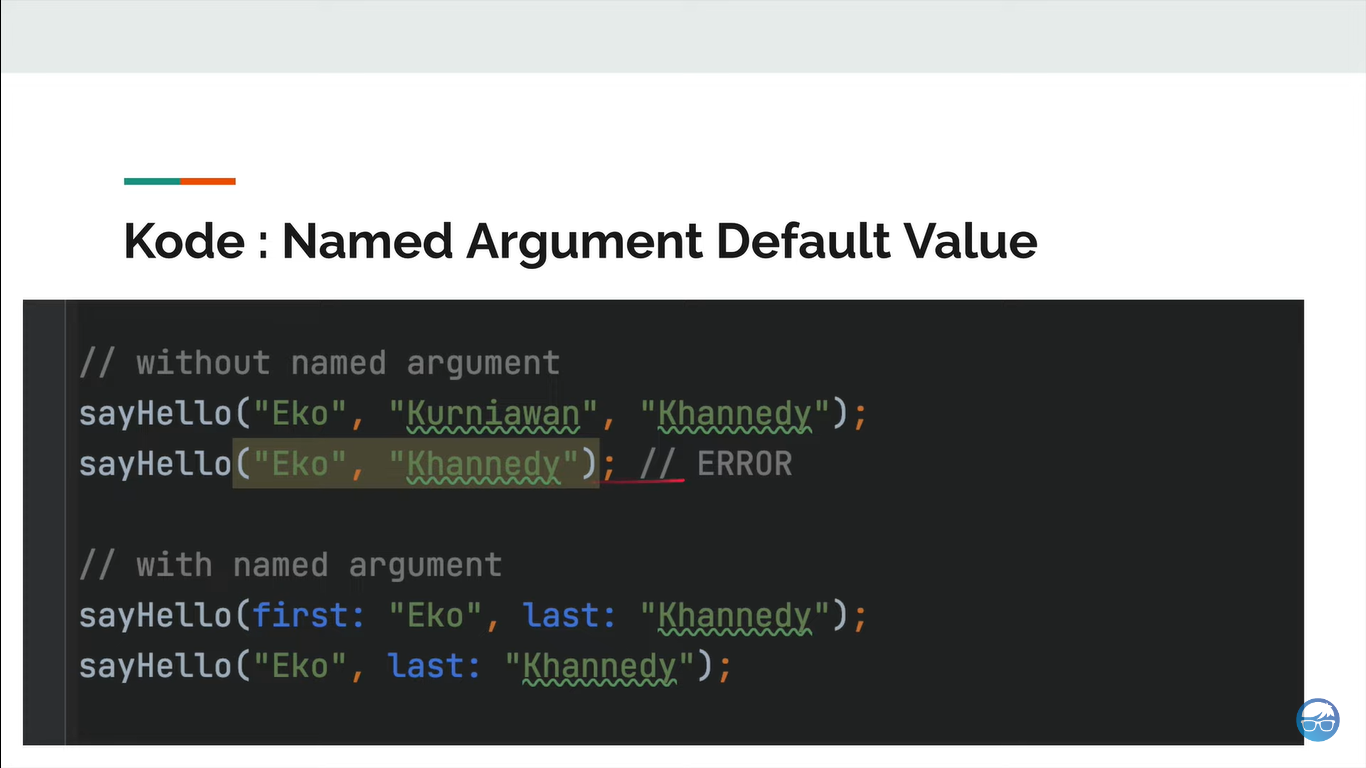 Kode : Named Argument Default Value
// without named argument
sayHello("Eko", "Kurniawan", "Khannedy");
sayHello("Eko", "Khannedy"); // ERROR
// with named argument
sayHello(first: "Eko", last: "Khannedy");
sayHello("Eko", last: "Khannedy");